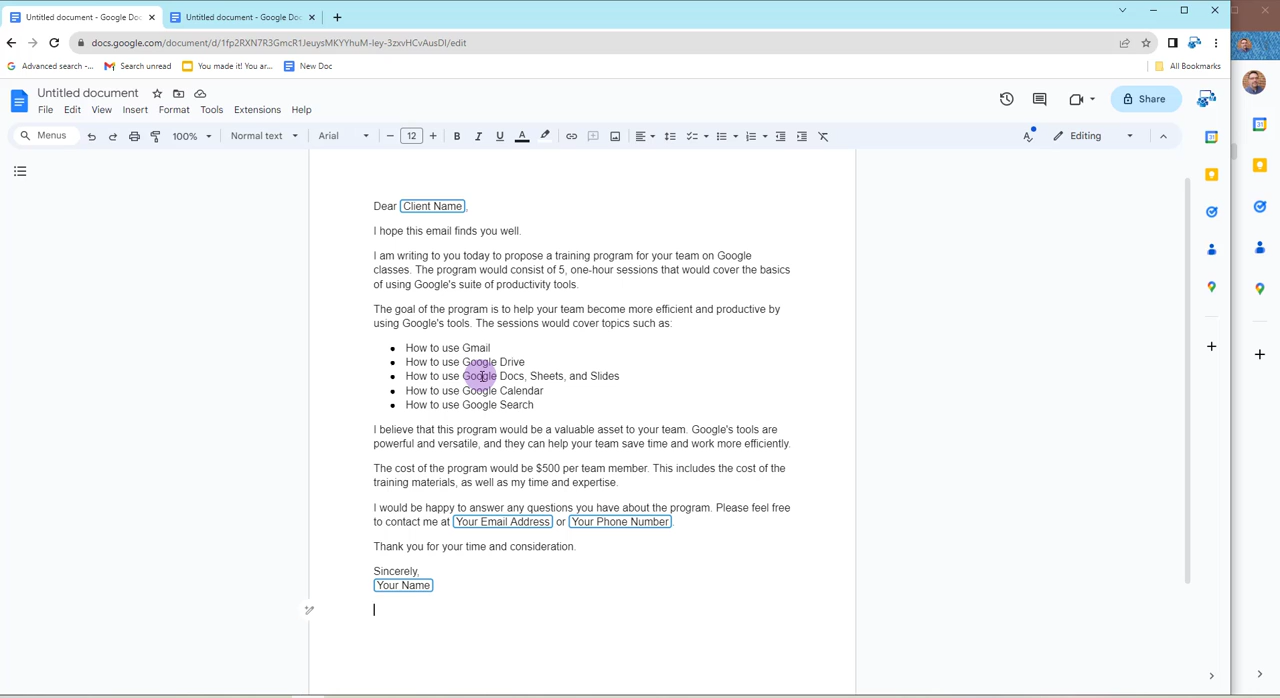 Untitled document - Google Doc
Untitled document - Google Doc
docs.google.com/document/d/1fp2RXN7R3GmcR1JeuysMKYYhuM-ley-3zxvHCvAusDI/edit
Advanced search -...
Search unread
You made it! You ar...
New Doc
All Bookmarks
Untitled document
File Edit View Insert Format Tools Extensions Help
Share
Menus
100%
Normal text
Arial
12
Editing
Dear Client Name,
I hope this email finds you well.
I am writing to you today to propose a training program for your team on Google
classes. The program would consist of 5, one-hour sessions that would cover the basics
of using Google's suite of productivity tools.
The goal of the program is to help your team become more efficient and productive by
using Google's tools. The sessions would cover topics such as:
● How to use Gmail
● How to use Google Drive
● How to use Google Docs, Sheets, and Slides
● How to use Google Calendar
● How to use Google Search
I believe that this program would be a valuable asset to your team. Google's tools are
powerful and versatile, and they can help your team save time and work more efficiently.
The cost of the program would be $500 per team member. This includes the cost of the
training materials, as well as my time and expertise.
I would be happy to answer any questions you have about the program. Please feel free
to contact me at Your Email Address or Your Phone Number.
Thank you for your time and consideration.
Sincerely,
Your Name